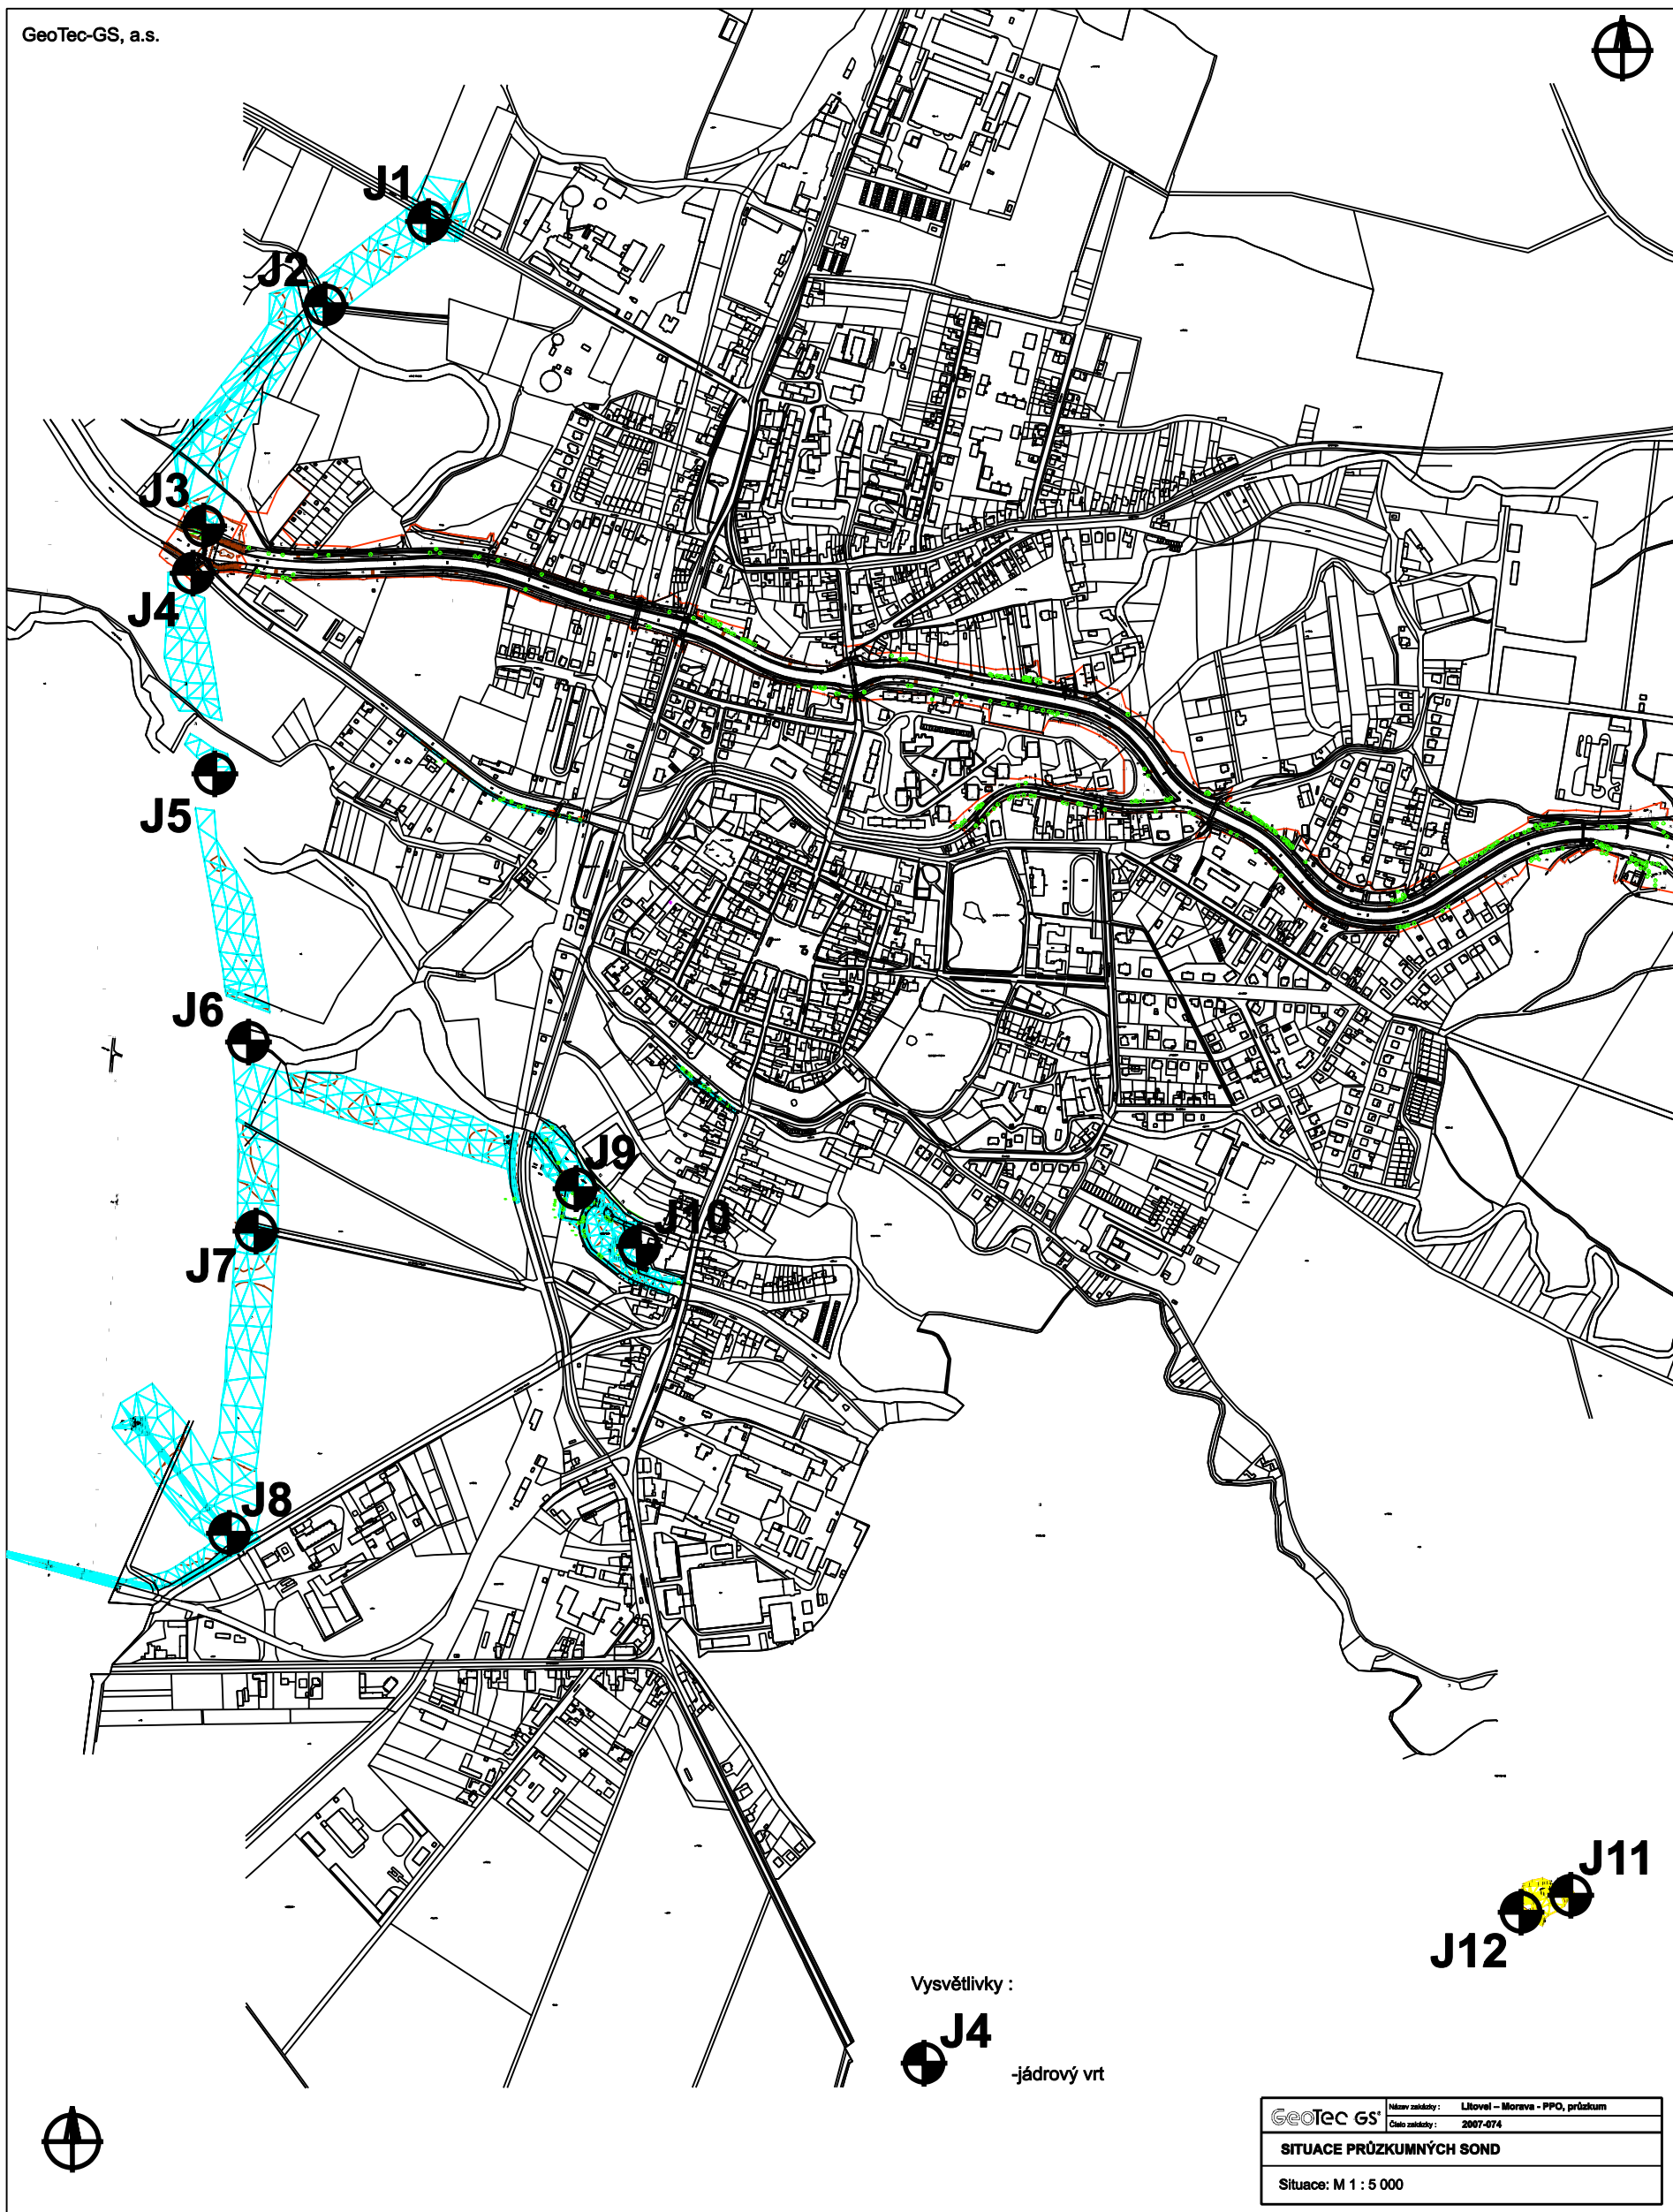 GeoTec-GS, a.s.
J1
J2
J3
J4
J5
J6
J9
J10
J7
J8
J11
J12
Vysvětlivky :
J4
-jádrový vrt
GeoTec GS
Název zakázky : Litovel – Morava - PPO, průzkum
Číslo zakázky : 2007-074
SITUACE PRŮZKUMNÝCH SOND
Situace: M 1 : 5 000